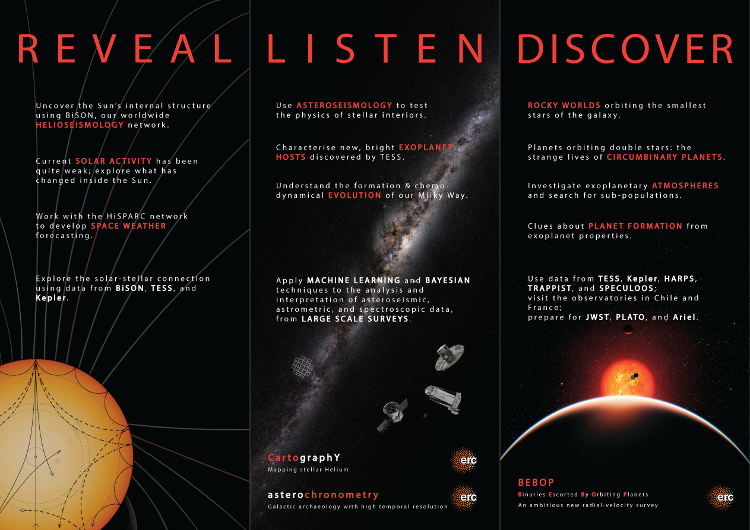 REVEAL
Uncover the Sun's internal structure
using BiSON, our worldwide
HELIOSEISMOLOGY network.
Current SOLAR ACTIVITY has been
quite weak; explore what has
changed inside the Sun.
Work with the HiSPARC network
to develop SPACE WEATHER
forecasting.
Explore the solar-stellar connection
using data from BiSON, TESS, and
Kepler.
LISTEN
Use ASTEROSEISMOLOGY to test
the physics of stellar interiors.
Characterise new, bright EXOPLANET
HOSTS discovered by TESS.
Understand the formation & chemo-
dynamical EVOLUTION of our Milky Way.
Apply MACHINE LEARNING and BAYESIAN
techniques to the analysis and
interpretation of asteroseismic,
astrometric, and spectroscopic data,
from LARGE SCALE SURVEYS.
CartographY
Mapping stellar Helium
erc
asterochronometry
Galactic archaeology with high temporal resolution
erc
DISCOVER
ROCKY WORLDS orbiting the smallest
stars of the galaxy.
Planets orbiting double stars: the
strange lives of CIRCUMBINARY PLANETS.
Investigate exoplanetary ATMOSPHERES
and search for sub-populations.
Clues about PLANET FORMATION from
exoplanet properties.
Use data from TESS, Kepler, HARPS,
TRAPPIST, and SPECULOOS;
visit the observatories in Chile and
France;
prepare for JWST, PLATO, and Ariel.
BEBOP
Binaries Escorted By Orbiting Planets
An ambitious new radial-velocity survey
erc